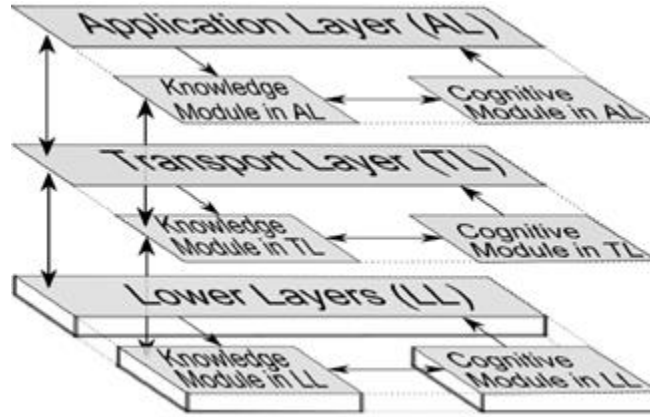 Application Layer (AL)
Knowledge
Module in AL
Cognitive
Module in AL
Transport Layer (TL)
Knowledge
Module in TL
Cognitive
Module in TL
Lower Layers (LL)
Knowledge
Module in LL
Cognitive
Module in LL